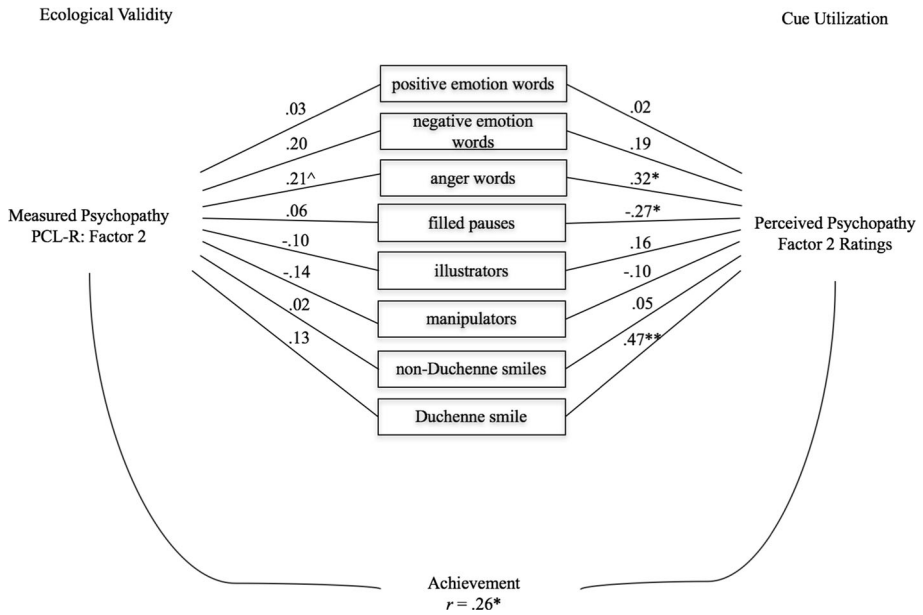 Ecological Validity
Cue Utilization
positive emotion words
.03
.02
negative emotion
words
.20
.19
anger words
.21^
.32*
Measured Psychopathy
PCL-R: Factor 2
.06
filled pauses
-.27*
Perceived Psychopathy
Factor 2 Ratings
-.10
illustrators
.16
-.14
manipulators
-.10
.02
non-Duchenne smiles
.05
.13
Duchenne smile
.47**
Achievement
r = .26*